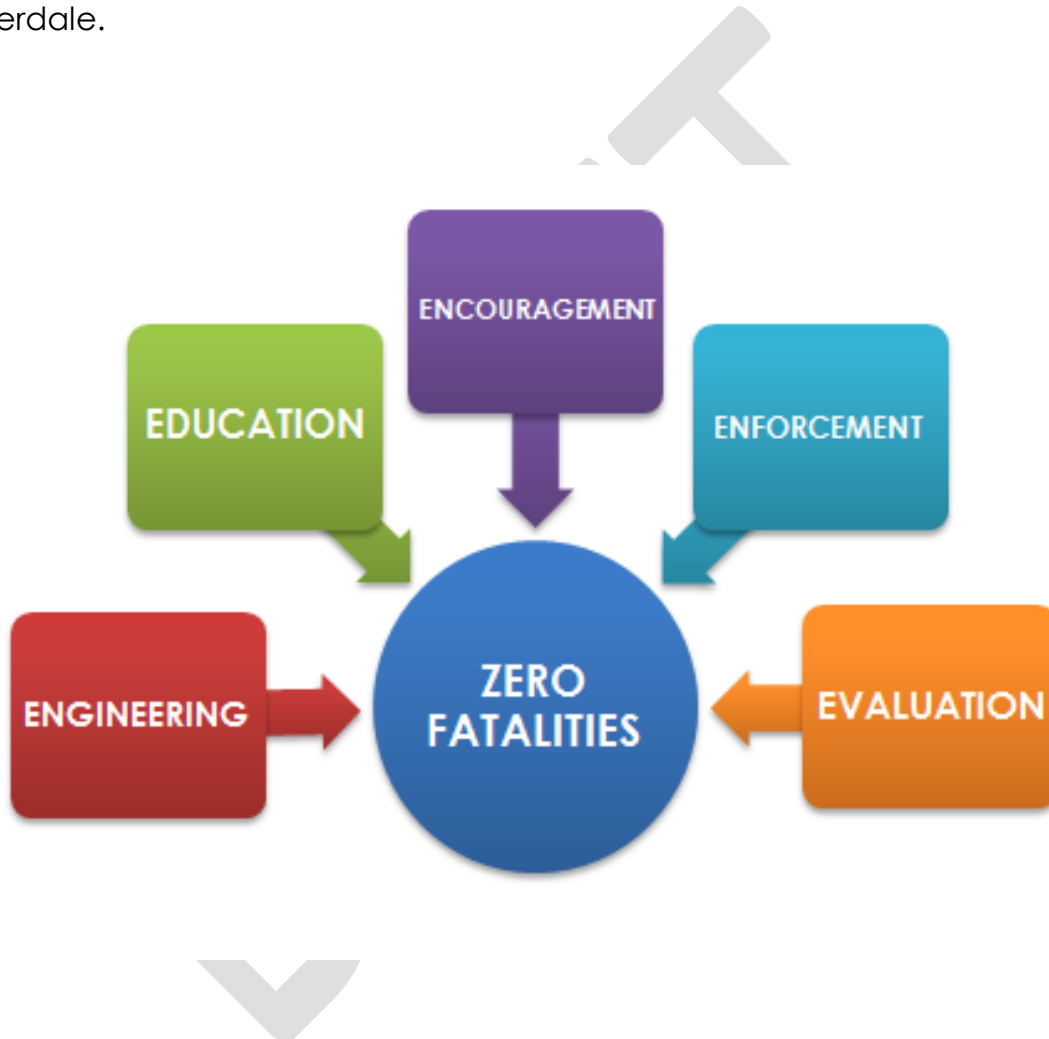 erdale.
ENCOURAGEMENT
EDUCATION
ENFORCEMENT
ZERO
FATALITIES
ENGINEERING
EVALUATION